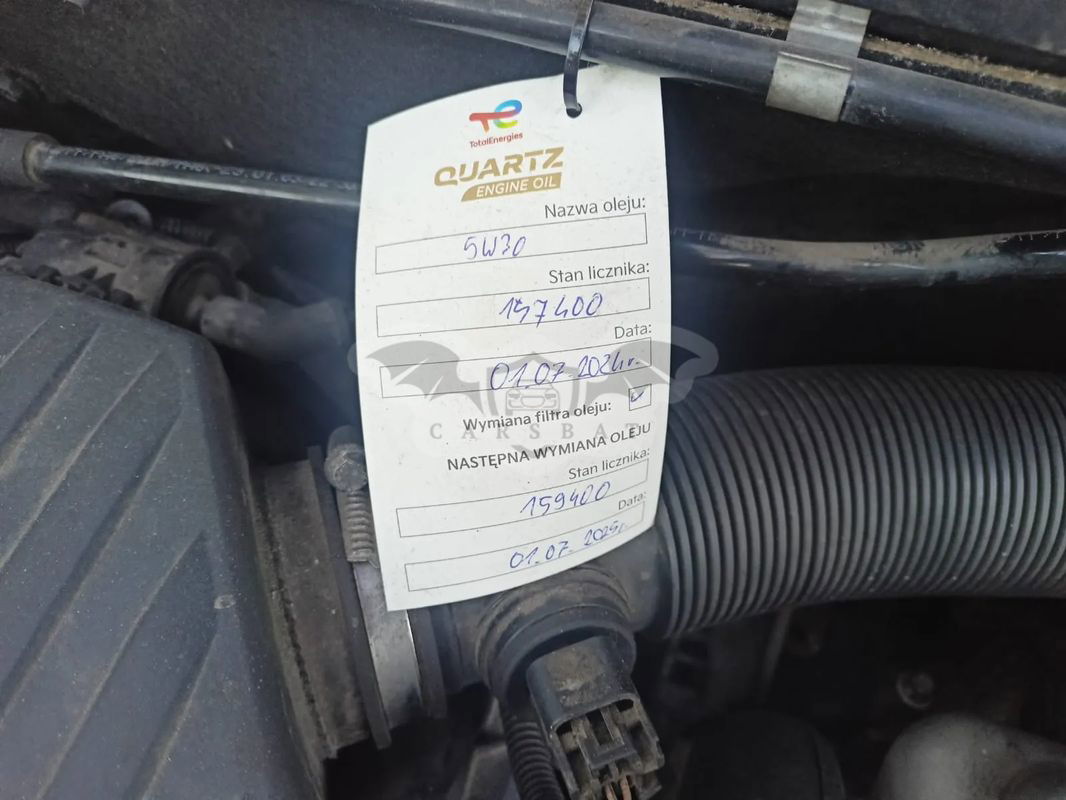 TotalEnergies
QUARTZ
ENGINE OIL
Nazwa oleju:
5W30
Stan licznika:
147400
Data:
01.07.2024r.
Wymiana filtra oleju:
CARSBAT
NASTĘPNA WYMIANA OLEJU
Stan licznika:
159400
Data:
01.07.2025r.